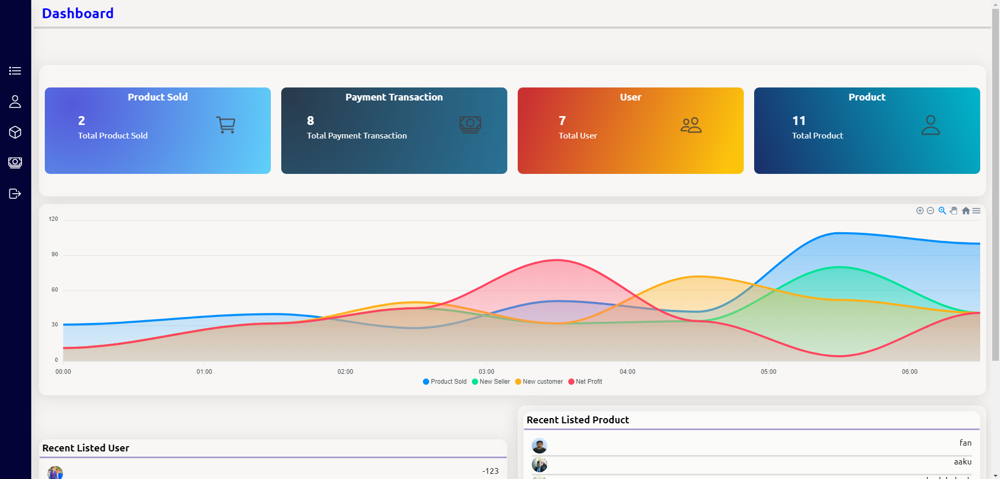 Dashboard
Product Sold
2
Total Product Sold
Payment Transaction
8
Total Payment Transaction
User
7
Total User
Product
11
Total Product
120
90
60
30
0
00:00 01:00 02:00 03:00 04:00 05:00 06:00
Product Sold New Seller New customer Net Profit
Recent Listed User
-123
Recent Listed Product
fan
aaku